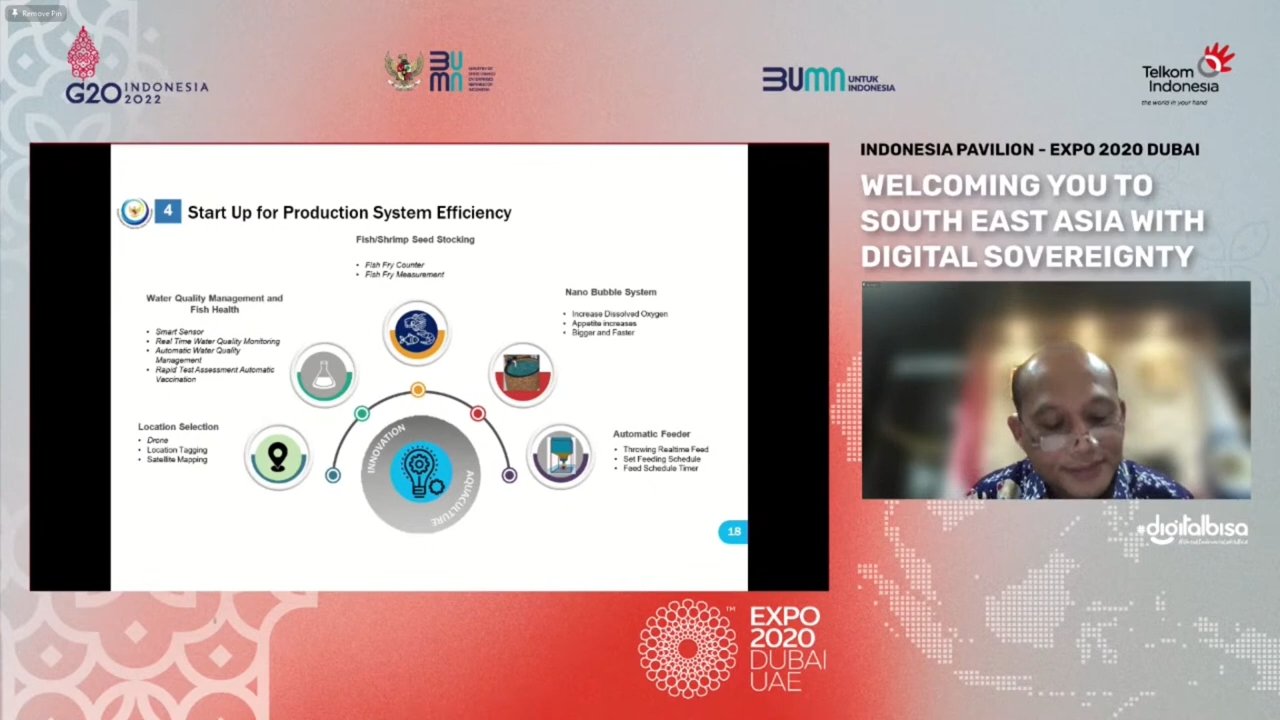 Remove Pin
G20 INDONESIA
2022
BUMN
BUMN UNTUK
INDONESIA
Telkom
Indonesia
the world in your hand
INDONESIA PAVILION - EXPO 2020 DUBAI
WELCOMING YOU TO
SOUTH EAST ASIA WITH
DIGITAL SOVEREIGNTY
4 Start Up for Production System Efficiency
Fish/Shrimp Seed Stocking
• Fish Fry Counter
• Fish Fry Measurement
Water Quality Management and
Fish Health
• Smart Sensor
• Real Time Water Quality Monitoring
• Automatic Water Quality
Management
• Rapid Test Assessment Automatic
Vaccination
Nano Bubble System
• Increase Dissolved Oxygen
• Appetite increases
• Bigger and Faster
Location Selection
• Drone
• Location Tagging
• Satellite Mapping
Automatic Feeder
• Throwing Realtime Feed
• Set Feeding Schedule
• Feed Schedule Timer
INNOVATION
AQUACULTURE
18
#digitalbisa
EXPO
2020
DUBAI
UAE
TM